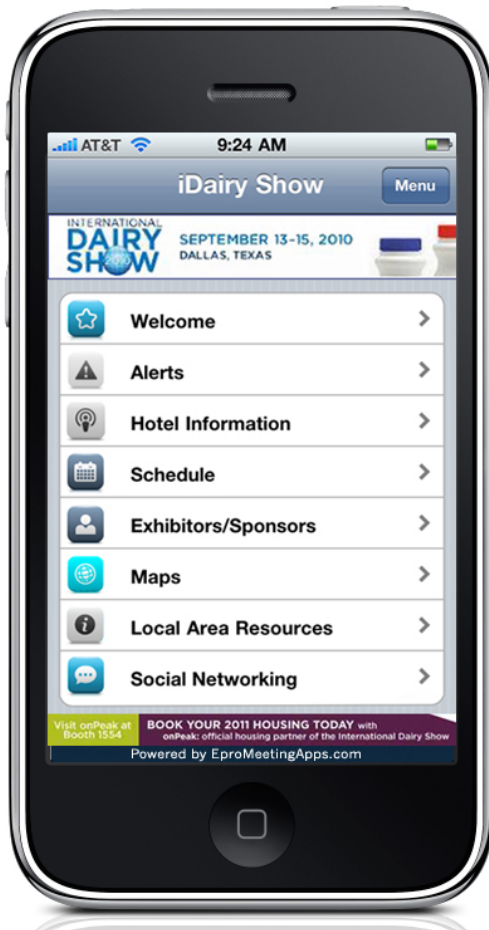 AT&T 9:24 AM
iDairy Show
Menu
INTERNATIONAL
DAIRY
SHOW
SEPTEMBER 13-15, 2010
DALLAS, TEXAS
Welcome
Alerts
Hotel Information
Schedule
Exhibitors/Sponsors
Maps
Local Area Resources
Social Networking
Visit onPeak at
Booth 1554
BOOK YOUR 2011 HOUSING TODAY with
onPeak: official housing partner of the International Dairy Show
Powered by EproMeetingApps.com